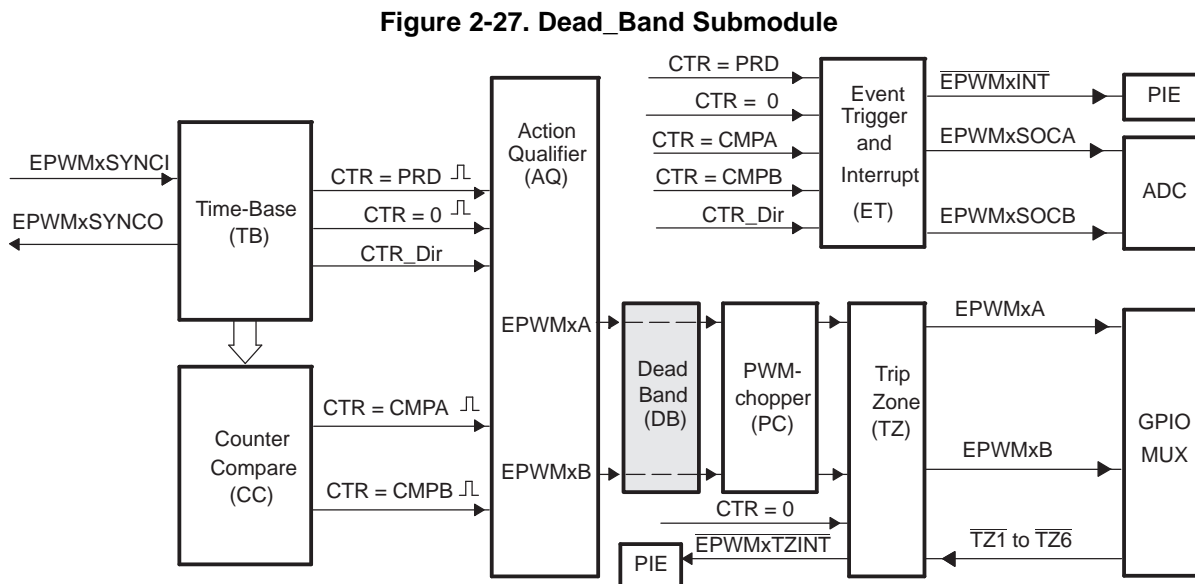 Figure 2-27. Dead_Band Submodule
EPWMxSYNCI
EPWMxSYNCO
Time-Base
(TB)
CTR = PRD
CTR = 0
CTR_Dir
Counter
Compare
(CC)
CTR = CMPA
CTR = CMPB
Action
Qualifier
(AQ)
EPWMxA
EPWMxB
CTR = PRD
CTR = 0
CTR = CMPA
CTR = CMPB
CTR_Dir
Event
Trigger
and
Interrupt
(ET)
EPWMxINT
EPWMxSOCA
EPWMxSOCB
PIE
ADC
Dead
Band
(DB)
PWM-
chopper
(PC)
Trip
Zone
(TZ)
CTR = 0
EPWMxTZINT
PIE
EPWMxA
EPWMxB
TZ1 to TZ6
GPIO
MUX